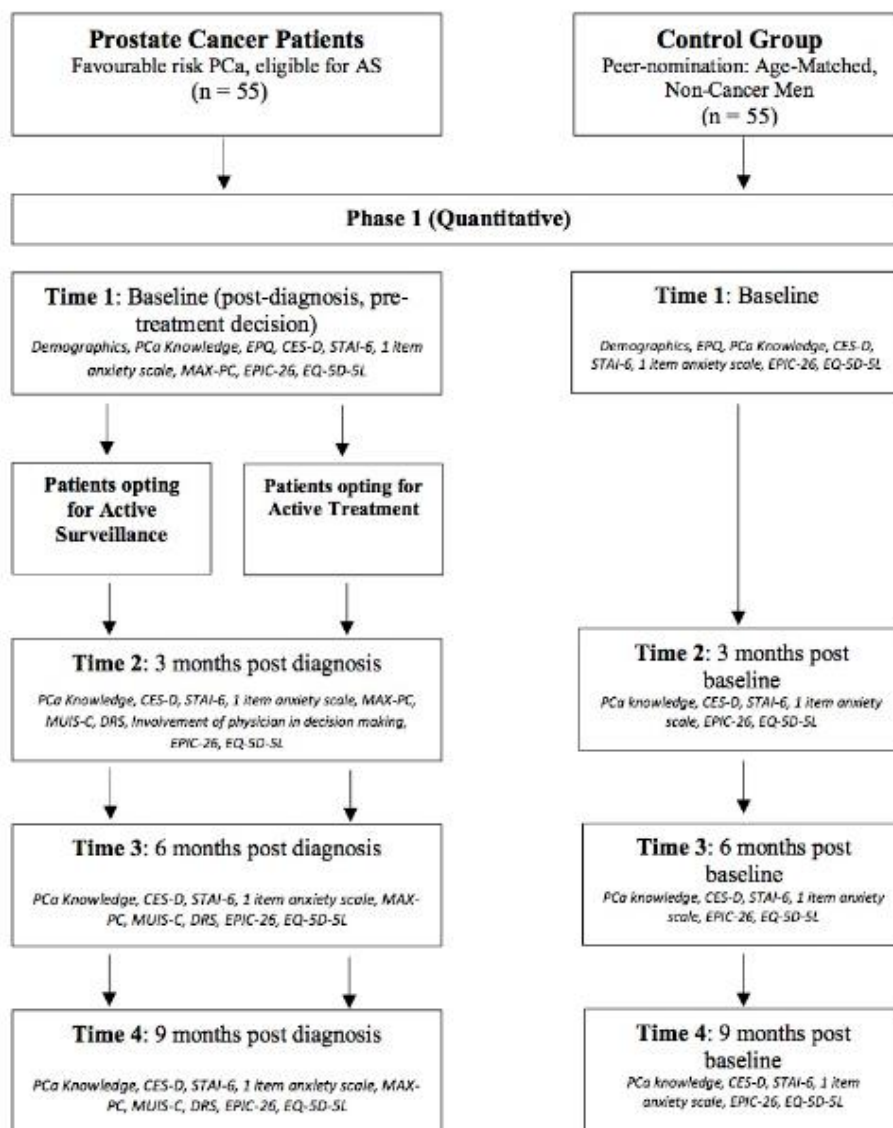 Prostate Cancer Patients
Favourable risk PCa, eligible for AS
(n = 55)
Control Group
Peer-nomination: Age-Matched,
Non-Cancer Men
(n = 55)
Phase 1 (Quantitative)
Time 1: Baseline (post-diagnosis, pre-
treatment decision)
Demographics, PCa Knowledge, EPQ, CES-D, STAI-6, 1 item
anxiety scale, MAX-PC, EPIC-26, EQ-5D-5L
Time 1: Baseline
Demographics, EPQ, PCa Knowledge, CES-D,
STAI-6, 1 item anxiety scale, EPIC-26, EQ-5D-5L
Patients opting
for Active
Surveillance
Patients opting for
Active Treatment
Time 2: 3 months post diagnosis
PCa Knowledge, CES-D, STAI-6, 1 item anxiety scale, MAX-PC,
MUIS-C, DRS, Involvement of physician in decision making,
EPIC-26, EQ-5D-5L
Time 2: 3 months post
baseline
PCa knowledge, CES-D, STAI-6, 1 item anxiety
scale, EPIC-26, EQ-5D-5L
Time 3: 6 months post diagnosis
PCa Knowledge, CES-D, STAI-6, 1 item anxiety scale, MAX-
PC, MUIS-C, DRS, EPIC-26, EQ-5D-5L
Time 3: 6 months post
baseline
PCa knowledge, CES-D, STAI-6, 1 item anxiety
scale, EPIC-26, EQ-5D-5L
Time 4: 9 months post diagnosis
PCa Knowledge, CES-D, STAI-6, 1 item anxiety scale, MAX-
PC, MUIS-C, DRS, EPIC-26, EQ-5D-5L
Time 4: 9 months post
baseline
PCa knowledge, CES-D, STAI-6, 1 item
anxiety scale, EPIC-26, EQ-5D-5L